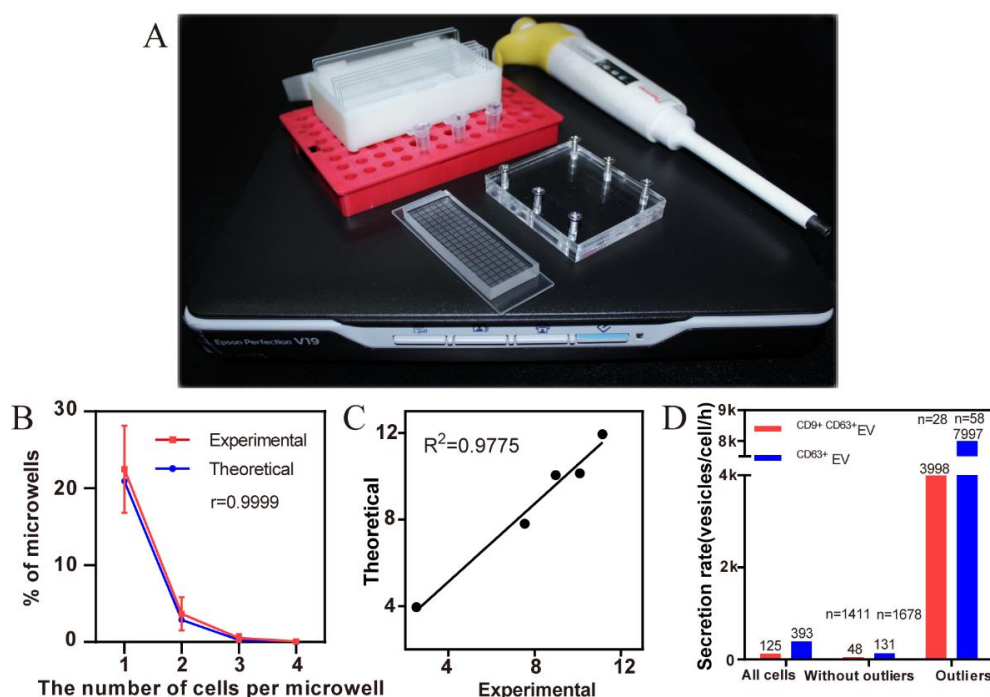 A
Thermo
Epson Perfection V19
B
30
20
10
0
% of microwells
Experimental
Theoretical
r=0.9999
1 2 3 4
The number of cells per microwell
C
12
8
4
Theoretical
R²=0.9775
4 8 12
Experimental
D
9k
8k
4k
2k
0
Secretion rate(vesicles/cell/h)
CD9+ CD63+EV
CD63+ EV
n=28 n=58
7997
3998
n=1411 n=1678
125 393
48 131
All cells Without outliers Outliers